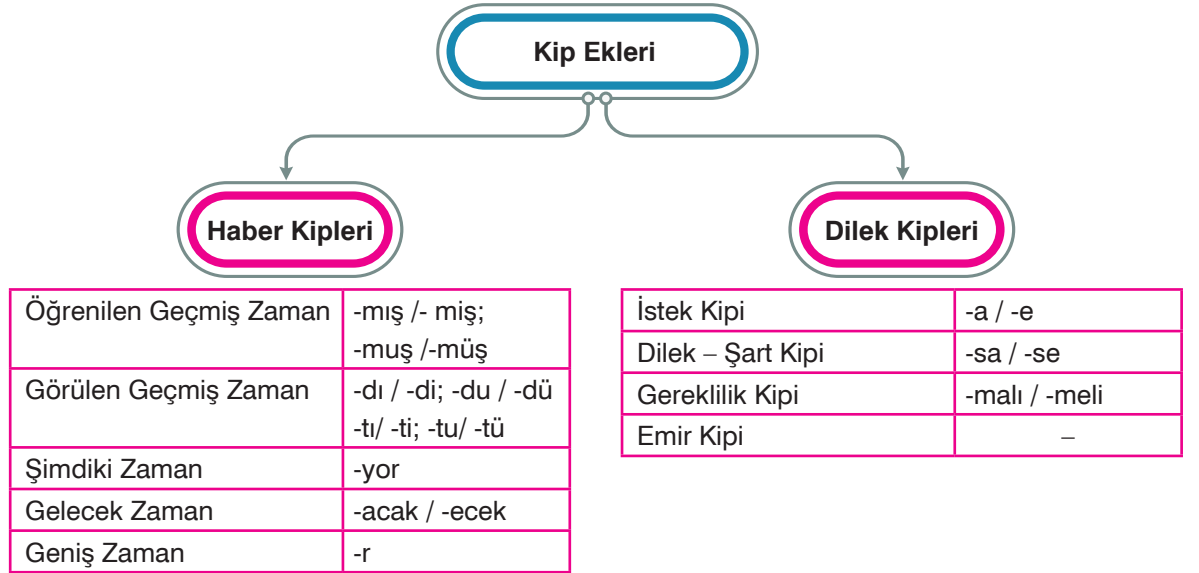 Kip Ekleri
Haber Kipleri
Öğrenilen Geçmiş Zaman -mış /- miş;
-muş /-müş
Görülen Geçmiş Zaman -dı / -di; -du / -dü
-tı/ -ti; -tu/ -tü
Şimdiki Zaman -yor
Gelecek Zaman -acak / -ecek
Geniş Zaman -r
Dilek Kipleri
İstek Kipi -a / -e
Dilek – Şart Kipi -sa / -se
Gereklilik Kipi -malı / -meli
Emir Kipi –